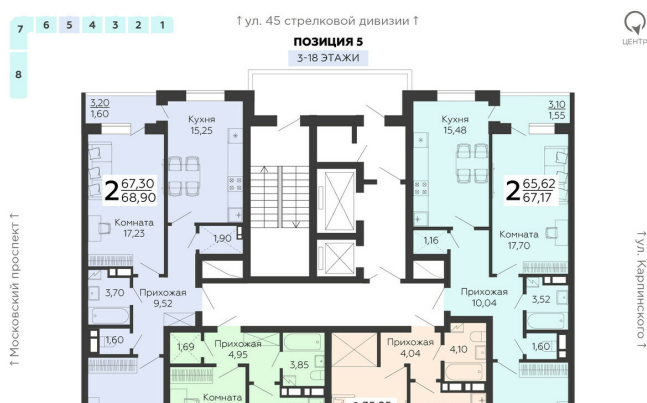 ↑ ул. 45 стрелковой дивизии ↑
ПОЗИЦИЯ 5
3-18 ЭТАЖИ
7 6 5 4 3 2 1
8
ЦЕНТР
↑ Московский проспект ↑
↑ ул. Карпинского ↑
3,20
1,60
Кухня
15,25
2 67,30
68,90
Комната
17,23
1,90
3,70
Прихожая
9,52
1,60
Кухня
15,48
3,10
1,55
2 65,62
67,17
Комната
17,70
1,16
Прихожая
10,04
3,52
1,60
1,69
Прихожая
4,95
3,85
Комната
Прихожая
4,04
4,10